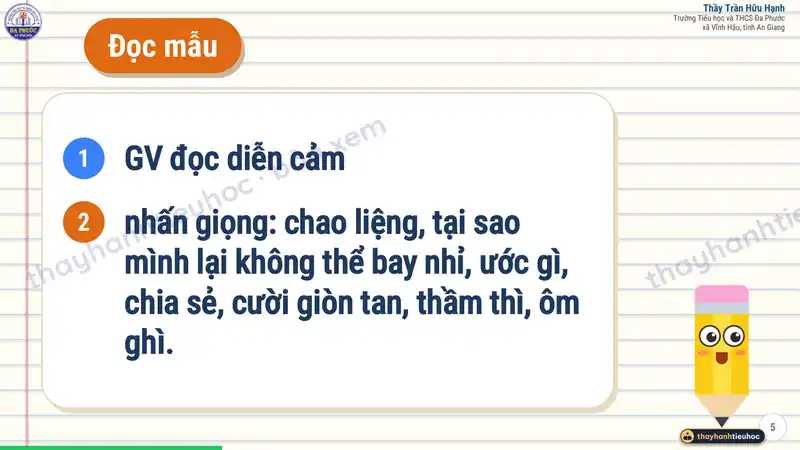 Thầy Trần Hữu Hạnh
Trường Tiểu học và THCS Đa Phước
xã Vĩnh Hậu, tỉnh An Giang
ĐA PHƯỚC
Đọc mẫu
1 GV đọc diễn cảm
2 nhấn giọng: chao liệng, tại sao
mình lại không thể bay nhỉ, ước gì,
chia sẻ, cười giòn tan, thầm thì, ôm
ghì.
thayhanhtieuhoc
5